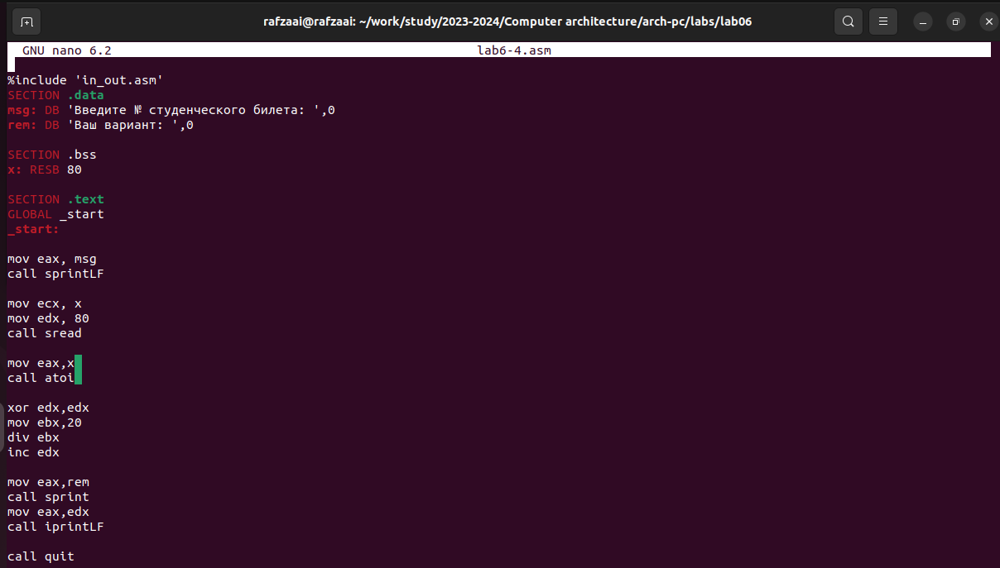 rafzaai@rafzaai: ~/work/study/2023-2024/Computer architecture/arch-pc/labs/lab06
GNU nano 6.2 lab6-4.asm
%include 'in_out.asm'
SECTION .data
msg: DB 'Введите № студенческого билета: ',0
rem: DB 'Ваш вариант: ',0
SECTION .bss
x: RESB 80
SECTION .text
GLOBAL _start
_start:
mov eax, msg
call sprintLF
mov ecx, x
mov edx, 80
call sread
mov eax,x
call atoi
xor edx,edx
mov ebx,20
div ebx
inc edx
mov eax,rem
call sprint
mov eax,edx
call iprintLF
call quit